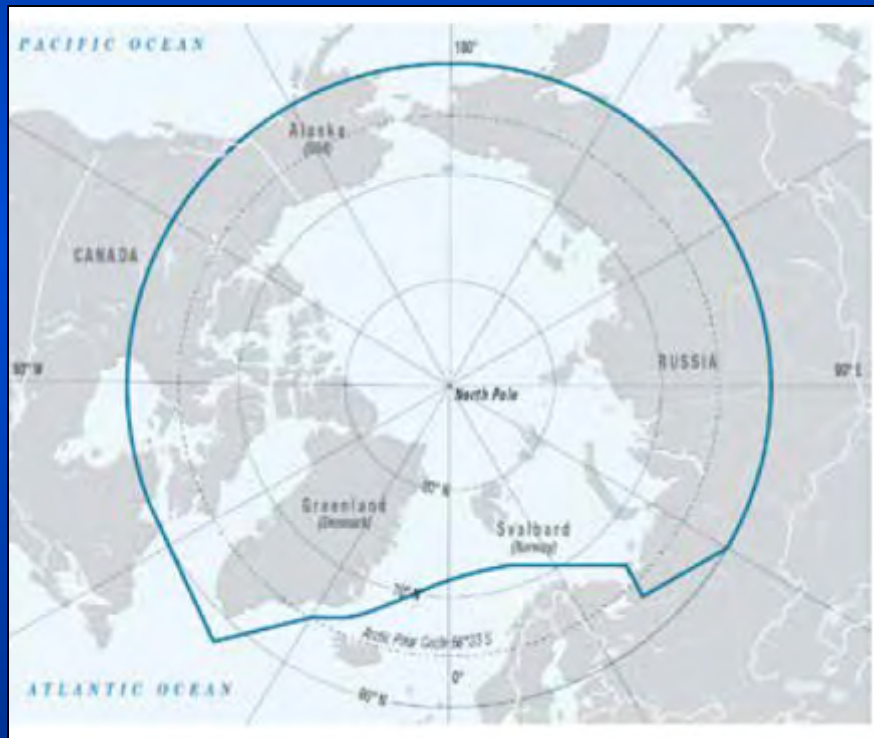 PACIFIC OCEAN
180°
Alaska
(USA)
CANADA
90° W
RUSSIA
90° E
North Pole
80° N
Greenland
(Denmark)
Svalbard
(Norway)
70° N
Arctic Polar Circle 66°33 S
0°
60° N
ATLANTIC OCEAN